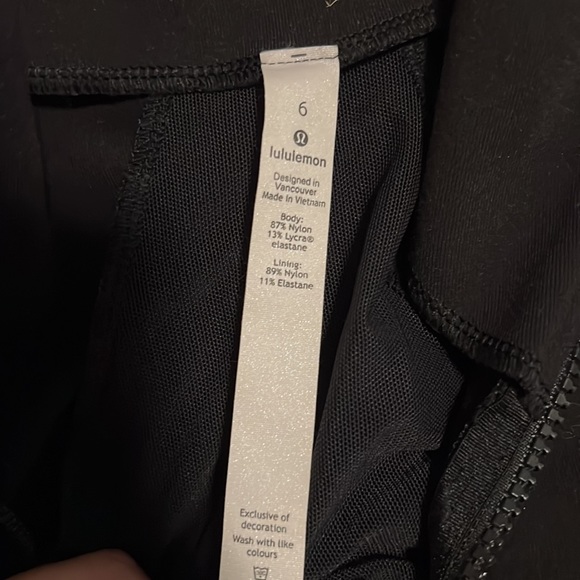 6
lululemon
Designed in
Vancouver
Made in Vietnam
Body:
87% Nylon
13% Lycra®
elastane
Lining:
89% Nylon
11% Elastane
Exclusive of
decoration
Wash with like
colours